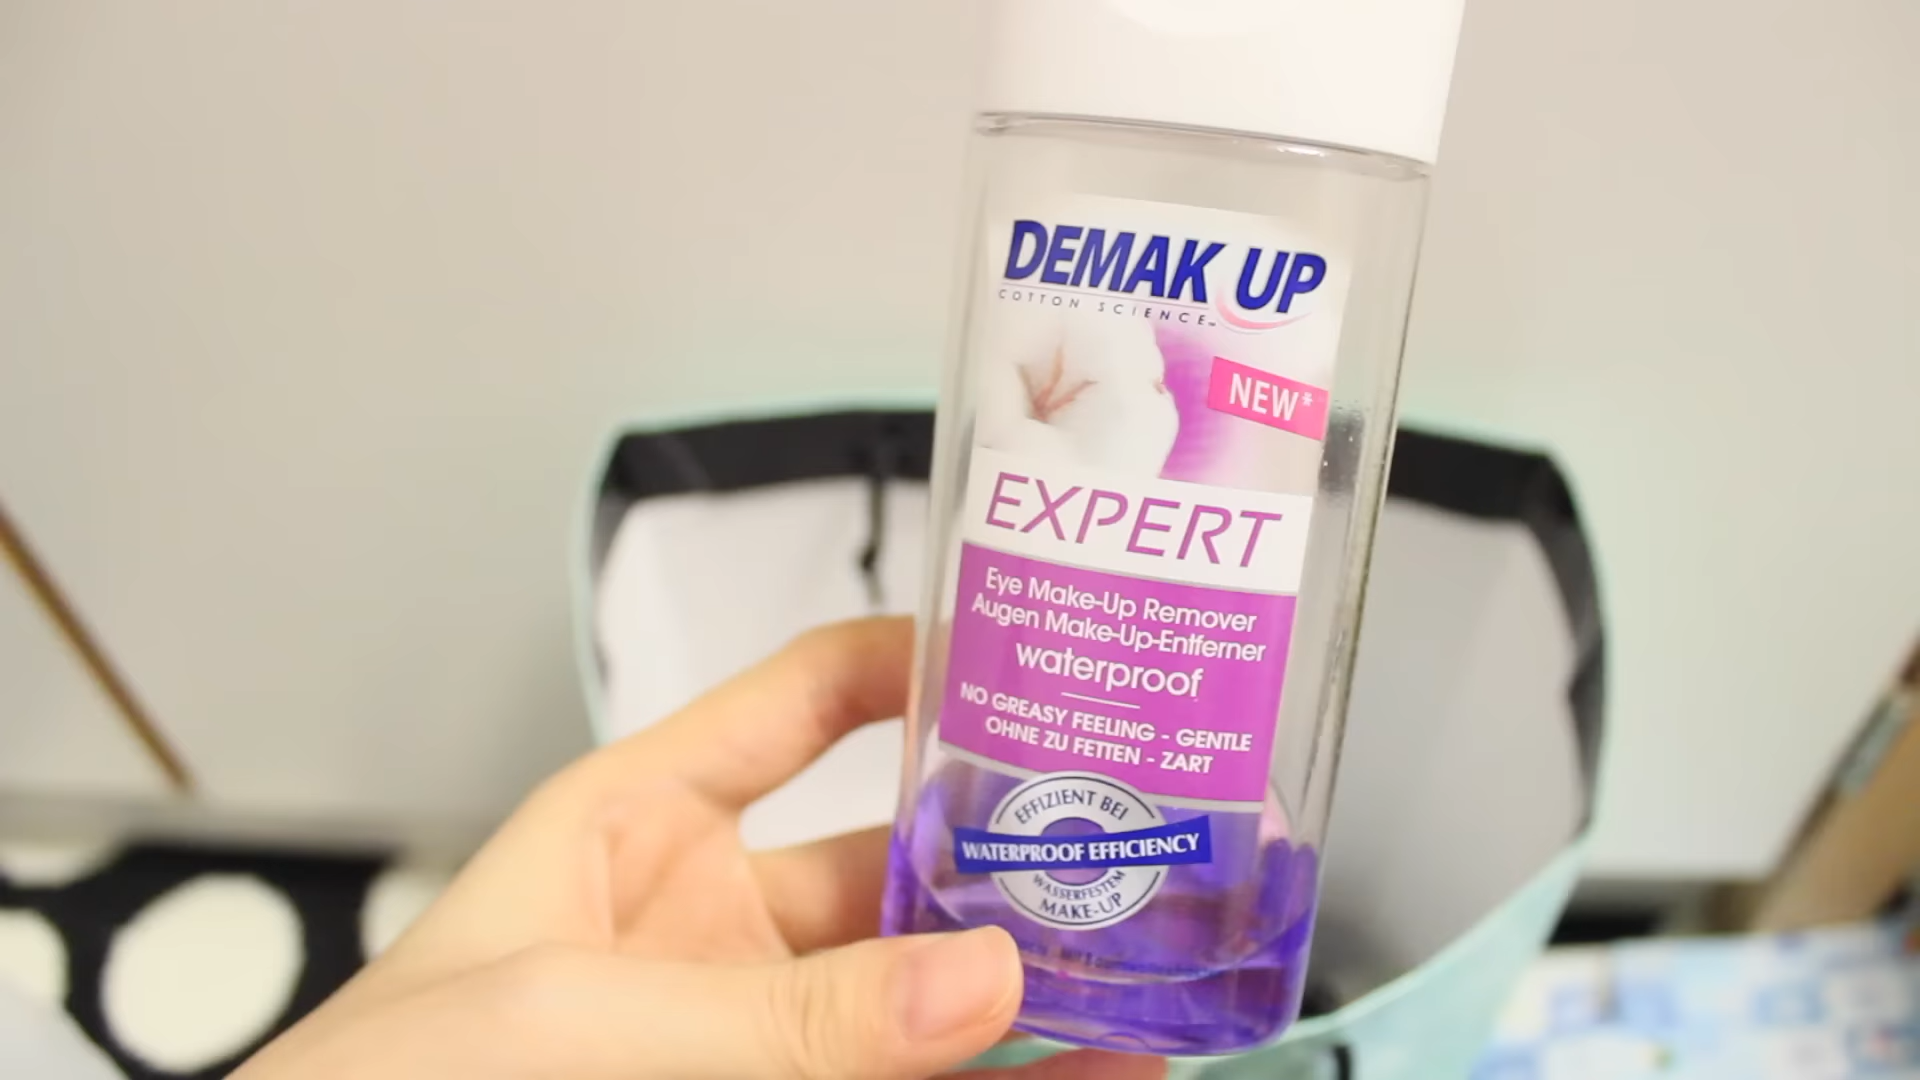 DEMAK UP
COTTON SCIENCE™
NEW*
EXPERT
Eye Make-Up Remover
Augen Make-Up-Entferner
waterproof
NO GREASY FEELING - GENTLE
OHNE ZU FETTEN - ZART
EFFIZIENT BEI
WATERPROOF EFFICIENCY
WASSERFESTEM
MAKE-UP